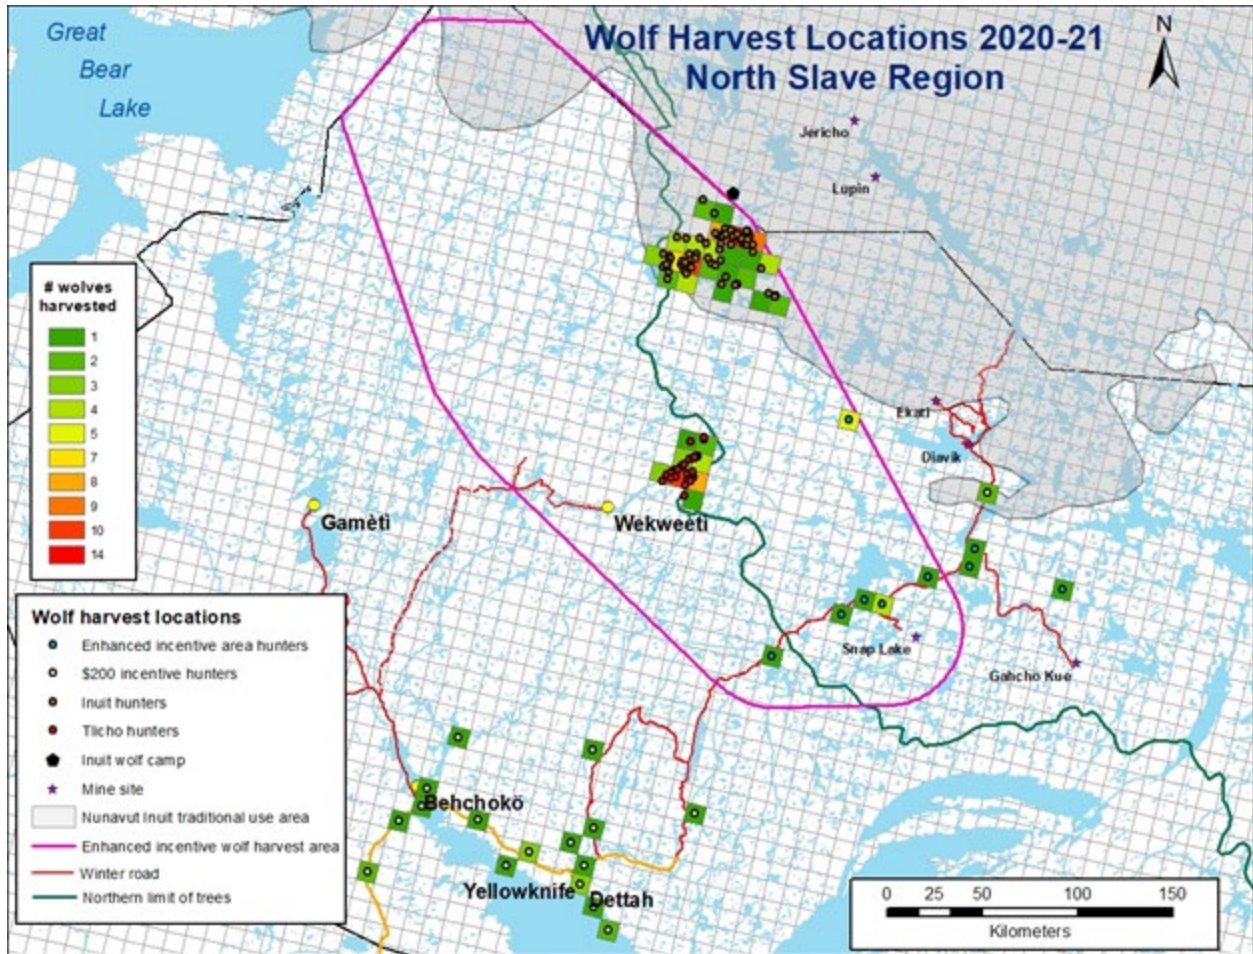 Great
Bear
Lake
Wolf Harvest Locations 2020-21
North Slave Region
N
Jericho
Lupin
# wolves
harvested
1
2
3
4
5
7
8
9
10
14
Ekati
Diavik
Gamètì
Wekweètì
Snap Lake
Gahcho Kue
Wolf harvest locations
Enhanced incentive area hunters
$200 incentive hunters
Inuit hunters
Tlicho hunters
Inuit wolf camp
Mine site
Nunavut Inuit traditional use area
Enhanced incentive wolf harvest area
Winter road
Northern limit of trees
Behchokö
Yellowknife
Dettah
0 25 50 100 150
Kilometers